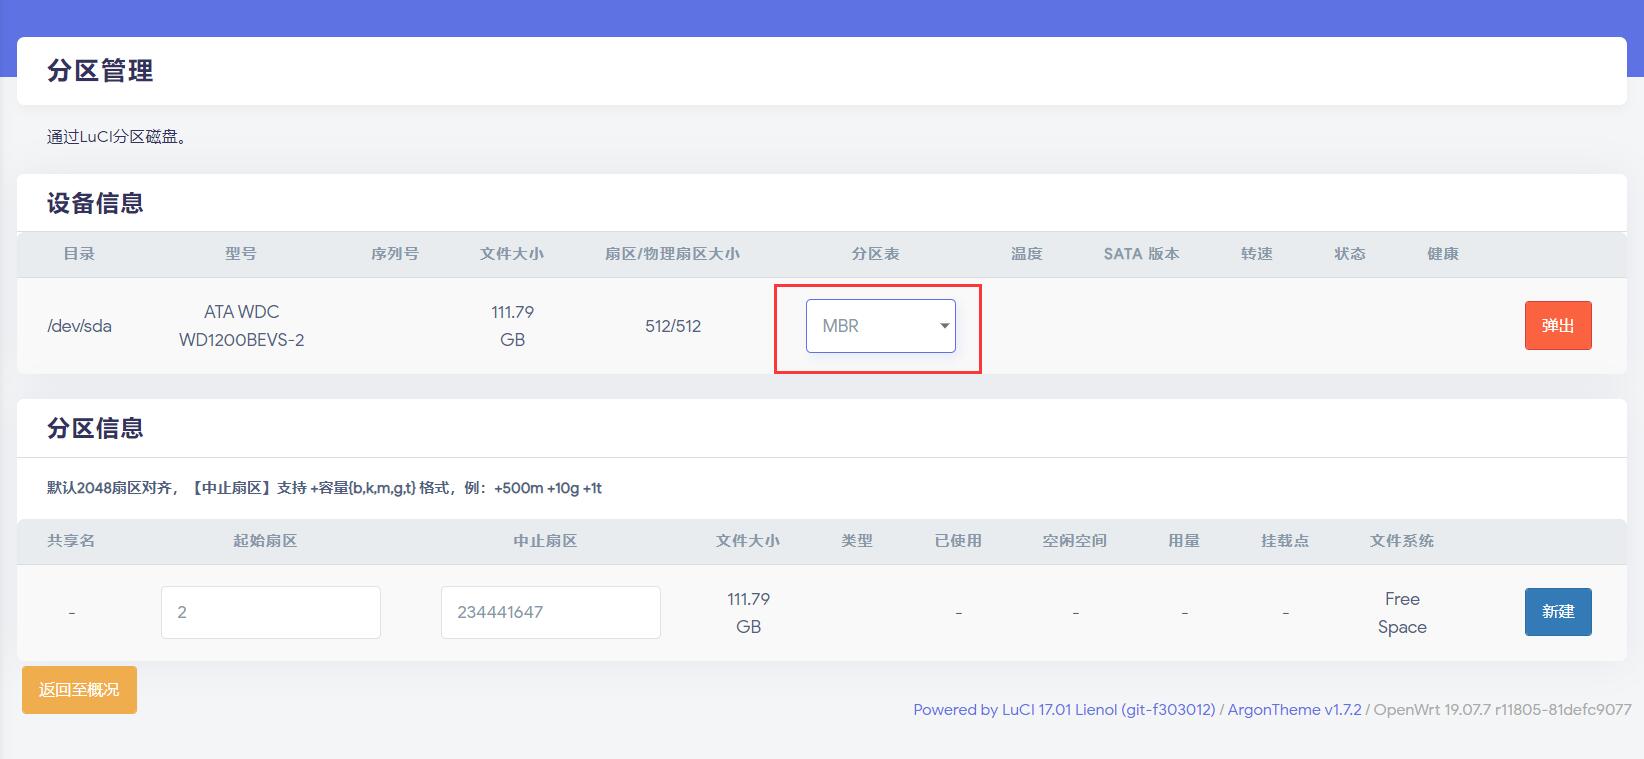 分区管理
通过LuCI分区磁盘。
设备信息
目录 型号 序列号 文件大小 扇区/物理扇区大小 分区表 温度 SATA 版本 转速 状态 健康
/dev/sda ATA WDC WD1200BEVS-2 111.79 GB 512/512 MBR 弹出
分区信息
默认2048扇区对齐，【中止扇区】支持 +容量{b,k,m,g,t} 格式，例：+500m +10g +1t
共享名 起始扇区 中止扇区 文件大小 类型 已使用 空闲空间 用量 挂载点 文件系统
- 2 234441647 111.79 GB - - - - Free Space 新建
返回至概况
Powered by LuCI 17.01 Lienol (git-f303012) / ArgonTheme v1.7.2 / OpenWrt 19.07.7 r11805-81defc9077